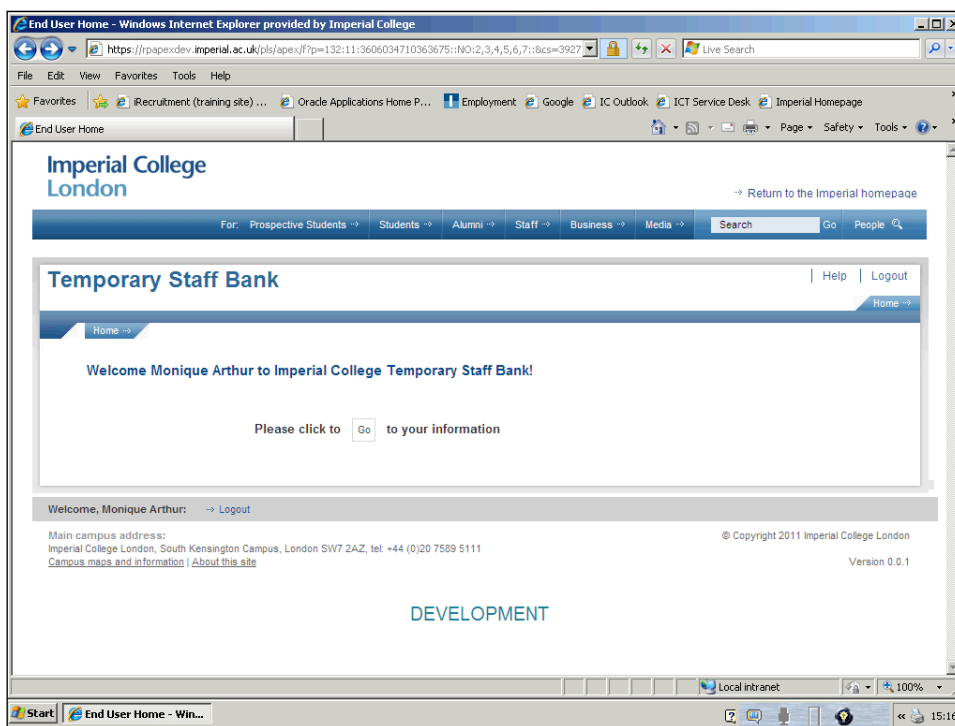 End User Home - Windows Internet Explorer provided by Imperial College
https://rpapexdev.imperial.ac.uk/pls/apex/f?p=132:11:3606034710363675::NO:2,3,4,5,6,7::&cs=3927
Live Search
File Edit View Favorites Tools Help
Favorites iRecruitment (training site) ... Oracle Applications Home P... Employment Google IC Outlook ICT Service Desk Imperial Homepage
End User Home Page Safety Tools
Imperial College
London
Return to the Imperial homepage
For: Prospective Students Students Alumni Staff Business Media Search Go People
Temporary Staff Bank
Help Logout
Home
Home
Welcome Monique Arthur to Imperial College Temporary Staff Bank!
Please click to Go to your information
Welcome, Monique Arthur: Logout
Main campus address:
Imperial College London, South Kensington Campus, London SW7 2AZ, tel: +44 (0)20 7589 5111
Campus maps and information | About this site
© Copyright 2011 Imperial College London
Version 0.0.1
DEVELOPMENT
Local intranet 100%
Start End User Home - Win... 15:16